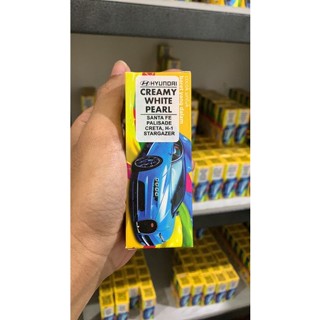 HYUNDAI
CREAMY
WHITE
PEARL
SANTA FE
PALISADE
CRETA, H-1
STARGAZER